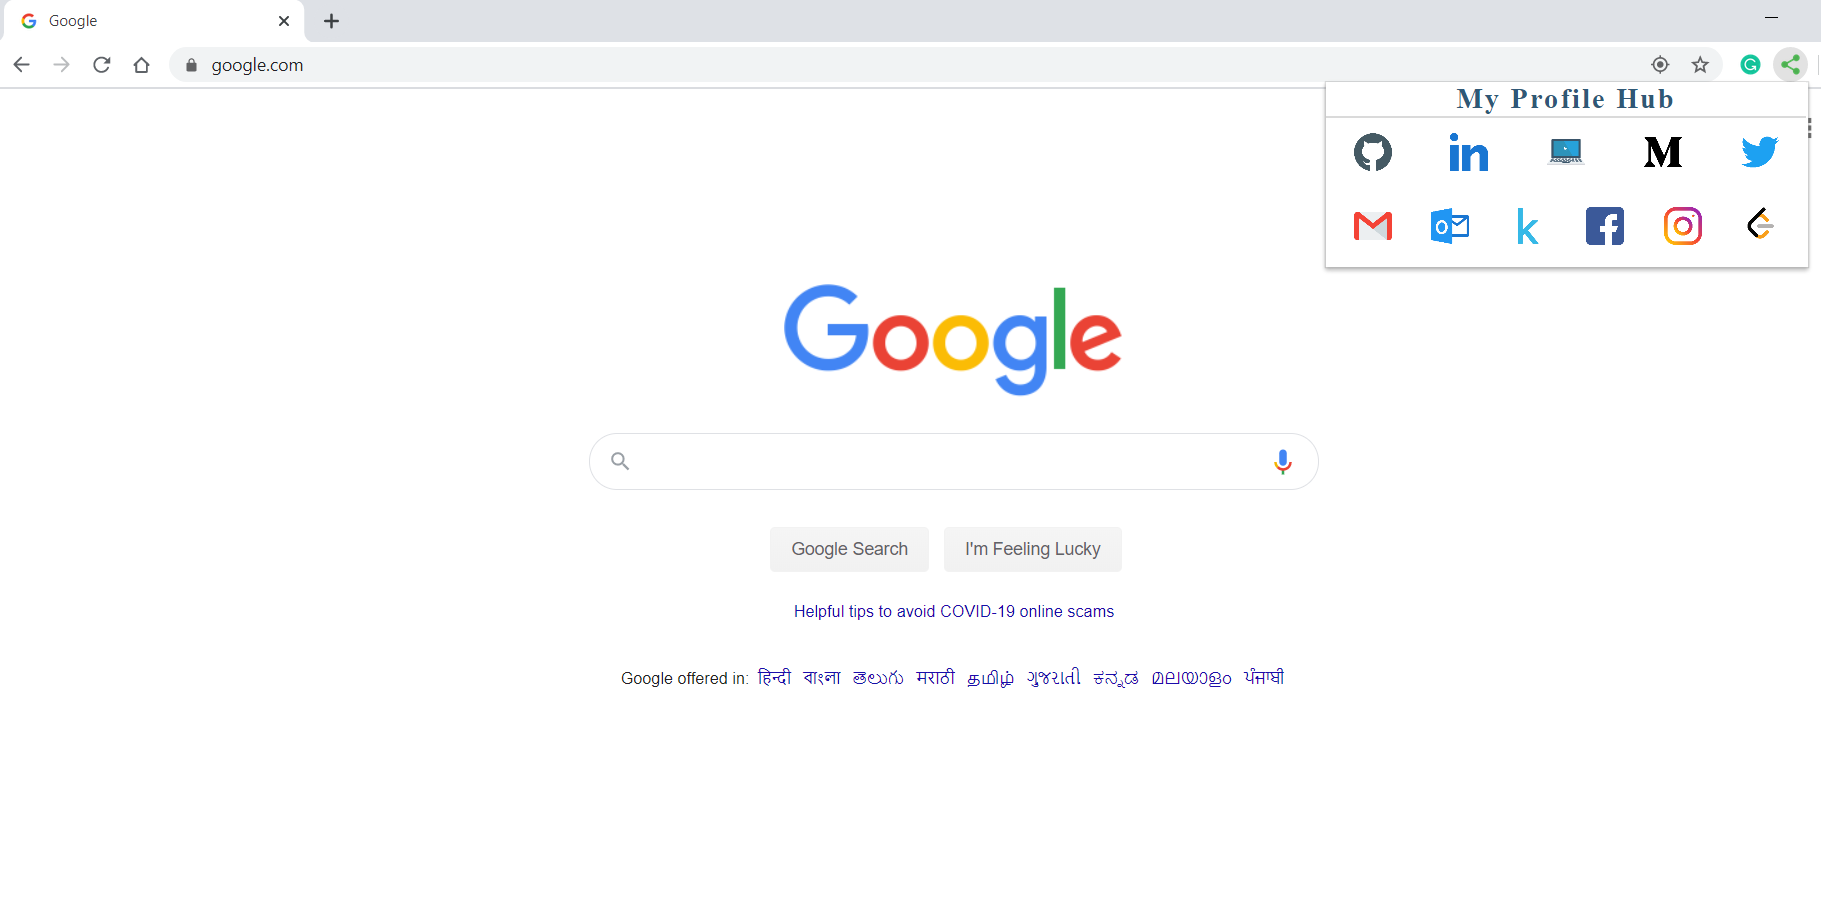 Google
google.com
My Profile Hub
in
M
k
Google
Google Search
I'm Feeling Lucky
Helpful tips to avoid COVID-19 online scams
Google offered in: हिन्दी বাংলা తెలుగు मराठी தமிழ் ગુજરાતી ಕನ್ನಡ മലയാളം ਪੰਜਾਬੀ